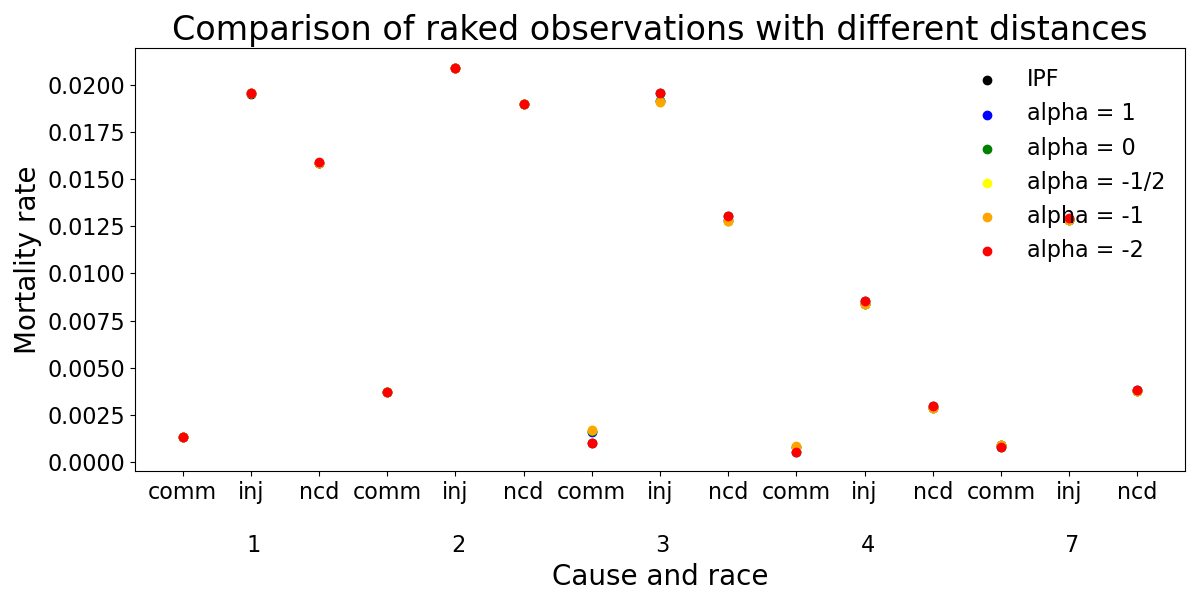 Comparison of raked observations with different distances
Mortality rate
0.0200
0.0175
0.0150
0.0125
0.0100
0.0075
0.0050
0.0025
0.0000
IPF
alpha = 1
alpha = 0
alpha = -1/2
alpha = -1
alpha = -2
comm inj ncd comm inj ncd comm inj ncd comm inj ncd comm inj ncd
1 2 3 4 7
Cause and race